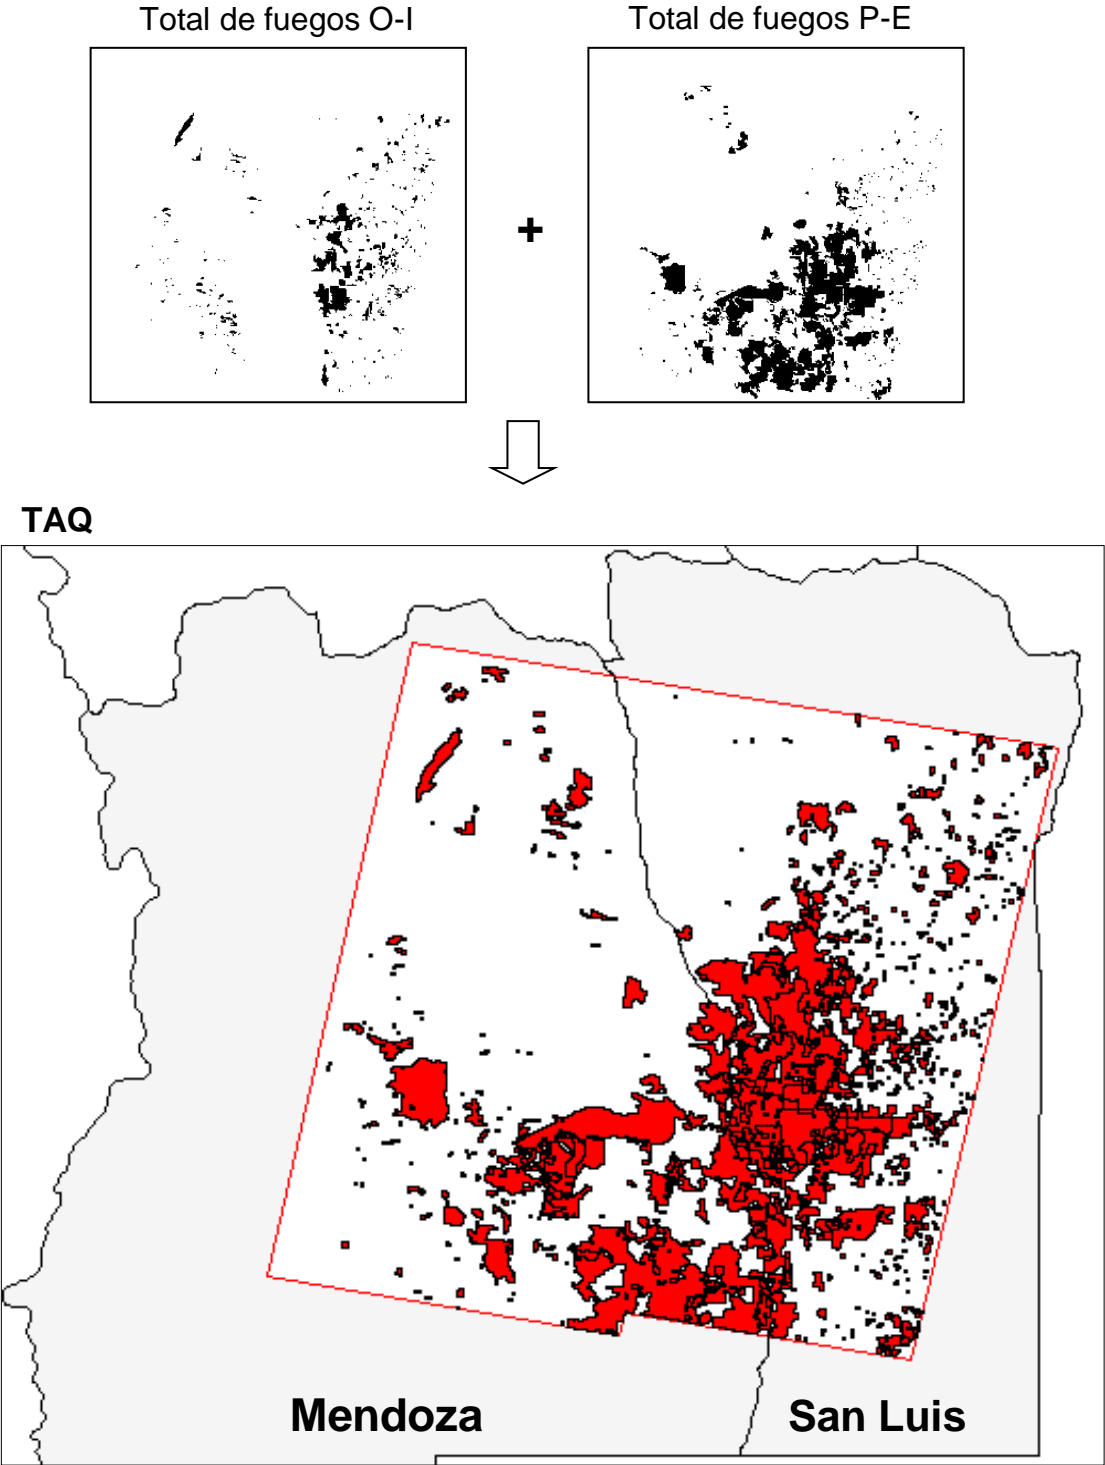 Total de fuegos O-I
Total de fuegos P-E
+
TAQ
Mendoza
San Luis